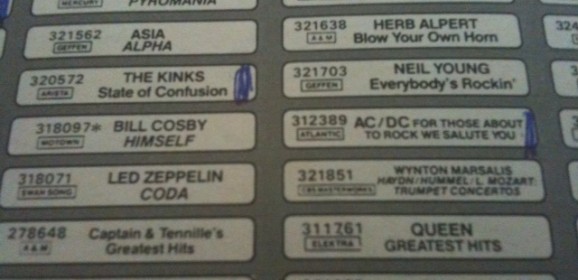 MERCURY PYROMANIA
321562 ASIA
GEFFEN ALPHA
320572 THE KINKS
ARISTA State of Confusion
318097* BILL COSBY
MOTOWN HIMSELF
318071 LED ZEPPELIN
SWAN SONG CODA
278648 Captain & Tennille's
A&M Greatest Hits
321638 HERB ALPERT
A&M Blow Your Own Horn
321703 NEIL YOUNG
GEFFEN Everybody's Rockin'
312389 AC/DC FOR THOSE ABOUT
ATLANTIC TO ROCK WE SALUTE YOU
321851 WYNTON MARSALIS
CBS MASTERWORKS HAYDN/HUMMEL/L. MOZART:
TRUMPET CONCERTOS
311761 QUEEN
ELEKTRA GREATEST HITS